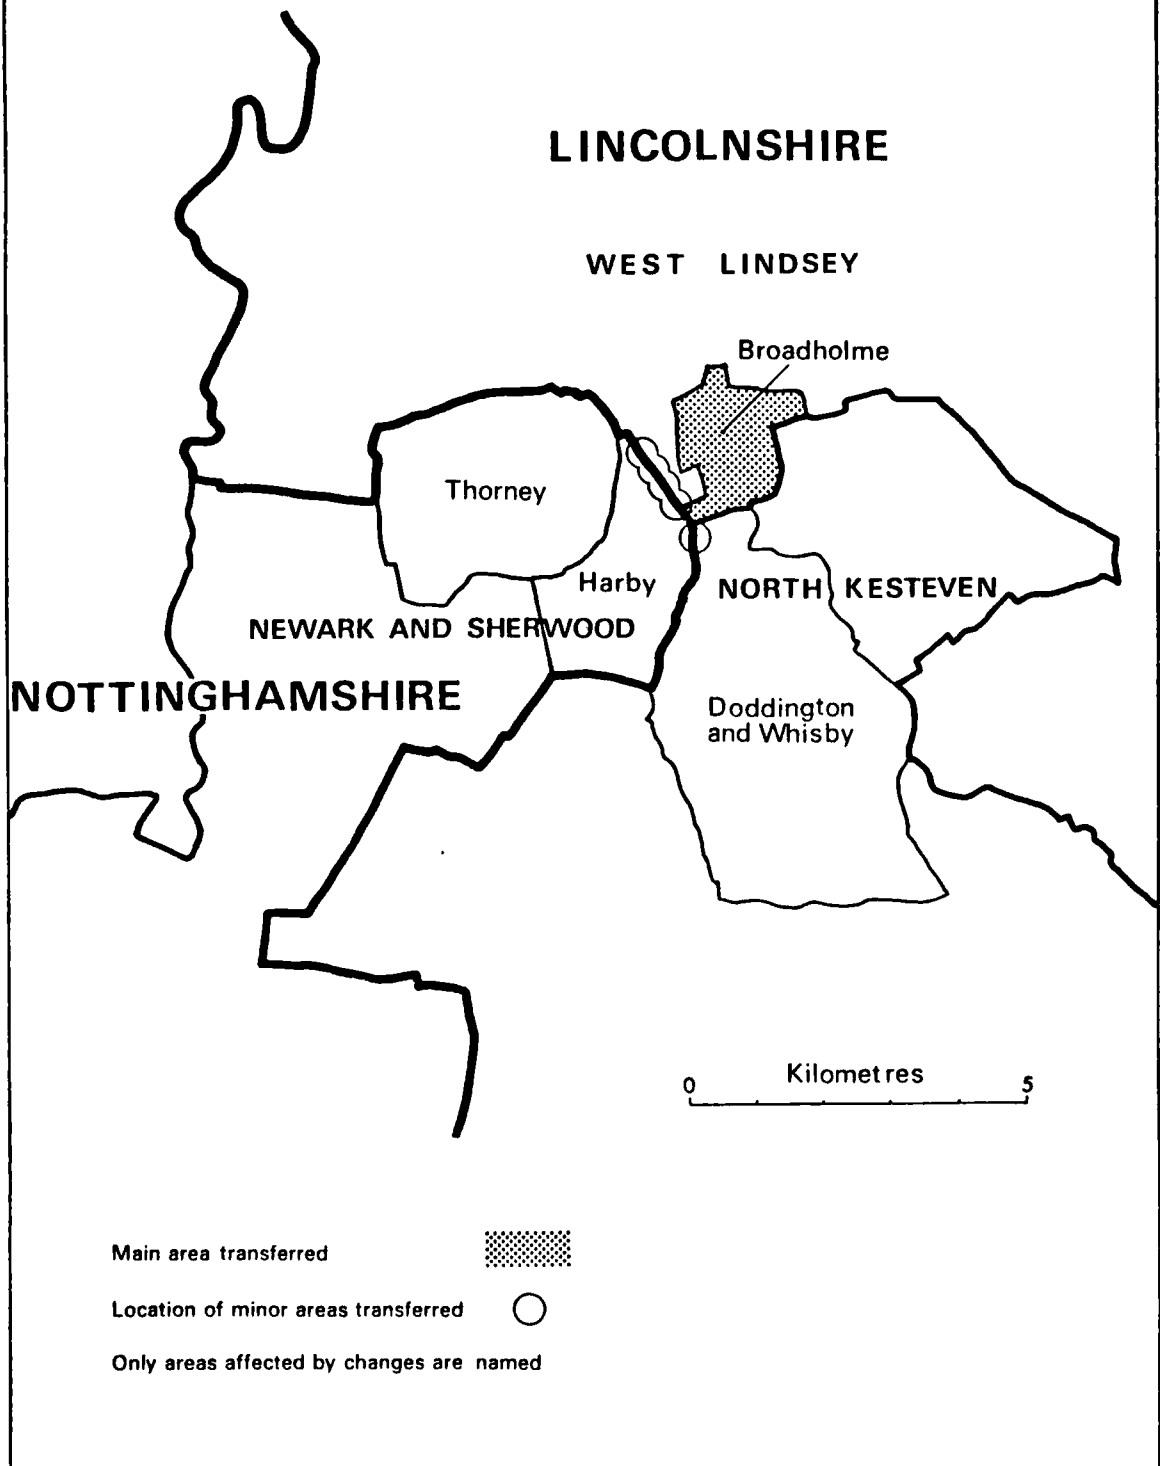 LINCOLNSHIRE
WEST LINDSEY
Broadholme
Thorney
Harby
NORTH KESTEVEN
NEWARK AND SHERWOOD
NOTTINGHAMSHIRE
Doddington
and Whisby
Kilometres
0 5
Main area transferred
Location of minor areas transferred
Only areas affected by changes are named